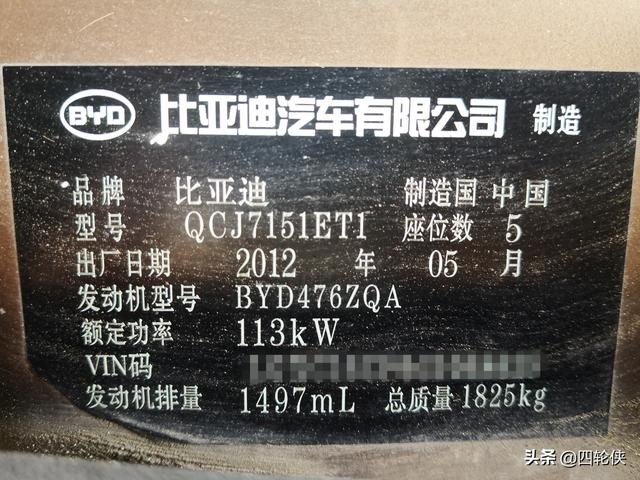 BYD 比亚迪汽车有限公司 制造
品牌 比亚迪 制造国 中国
型号 QCJ7151ET1 座位数 5
出厂日期 2012 年 05 月
发动机型号 BYD476ZQA
额定功率 113kW
VIN码
发动机排量 1497mL 总质量 1825kg
头条 @四轮侠